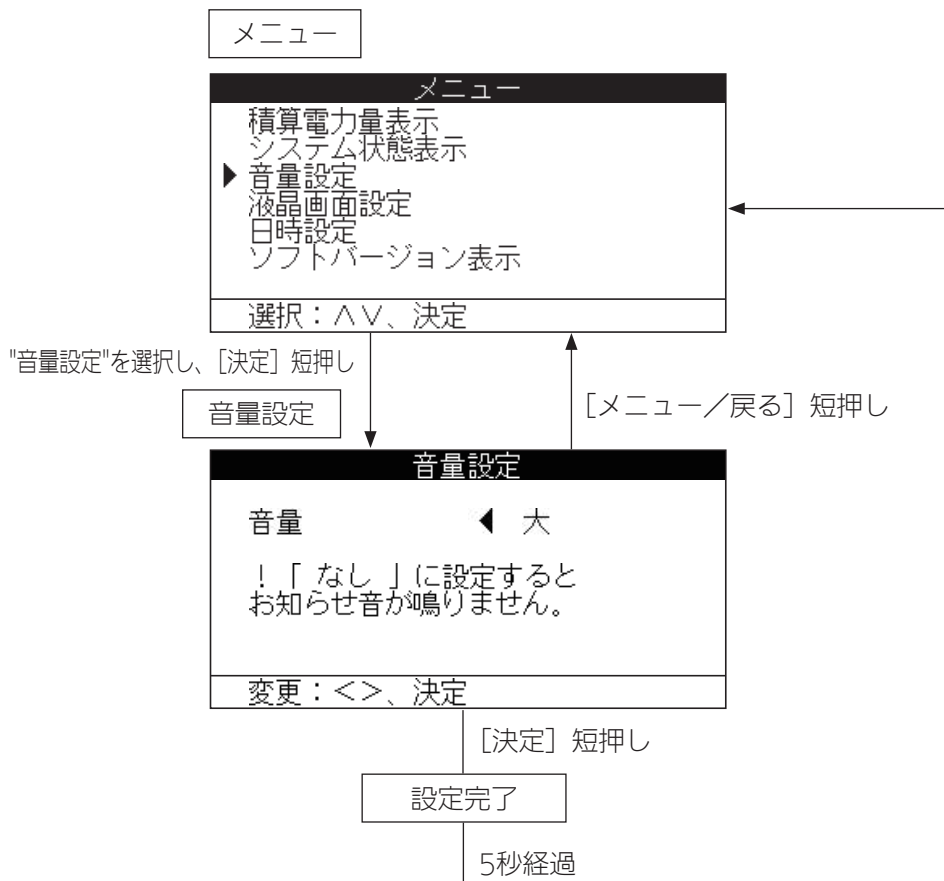 メニュー
メニュー
積算電力量表示
システム状態表示
▶ 音量設定
液晶画面設定
日時設定
ソフトバージョン表示
選択：∧∨、決定
"音量設定"を選択し、［決定］短押し
［メニュー／戻る］短押し
音量設定
音量設定
音量 ◀ 大
！「 なし 」に設定すると
お知らせ音が鳴りません。
変更：＜＞、決定
［決定］短押し
設定完了
5秒経過